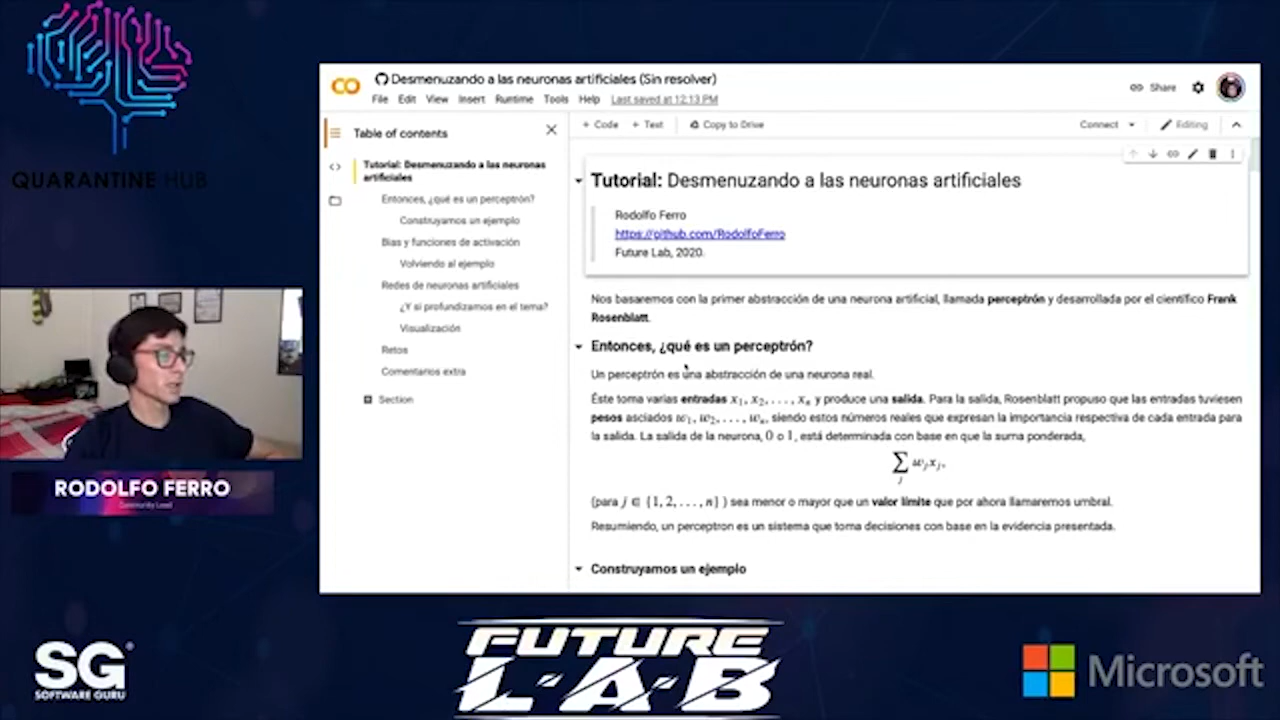 QUARANTINE HUB
CO
Desmenuzando a las neuronas artificiales (Sin resolver)
Share
File Edit View Insert Runtime Tools Help Last saved at 12:13 PM
Table of contents
+ Code + Text Copy to Drive
Connect
Editing
Tutorial: Desmenuzando a las neuronas
artificiales
Entonces, ¿qué es un perceptrón?
Construyamos un ejemplo
Bias y funciones de activación
Volviendo al ejemplo
Redes de neuronas artificiales
¿Y si profundizamos en el tema?
Visualización
Retos
Comentarios extra
Section
Tutorial: Desmenuzando a las neuronas artificiales
Rodolfo Ferro
https://github.com/RodolfoFerro
Future Lab, 2020.
Nos basaremos con la primer abstracción de una neurona artificial, llamada perceptrón y desarrollada por el científico Frank
Rosenblatt.
Entonces, ¿qué es un perceptrón?
Un perceptrón es una abstracción de una neurona real.
Éste toma varias entradas x₁, x₂, . . . , xₙ y produce una salida. Para la salida, Rosenblatt propuso que las entradas tuviesen
pesos asciados w₁, w₂, . . . , wₙ, siendo estos números reales que expresan la importancia respectiva de cada entrada para
la salida. La salida de la neurona, 0 o 1, está determinada con base en que la suma ponderada,
∑ⱼ wⱼxⱼ,
(para j ∈ {1, 2, . . . , n} ) sea menor o mayor que un valor límite que por ahora llamaremos umbral.
Resumiendo, un perceptron es un sistema que toma decisiones con base en la evidencia presentada.
Construyamos un ejemplo
RODOLFO FERRO
Community Lead
SG
SOFTWARE GURU
FUTURE
L·A·B
Microsoft